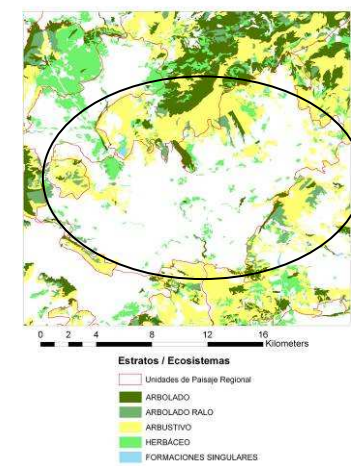 0 2 4 8 12 16
Kilometers
Estratos / Ecosistemas
Unidades de Paisaje Regional
ARBOLADO
ARBOLADO RALO
ARBUSTIVO
HERBÁCEO
FORMACIONES SINGULARES